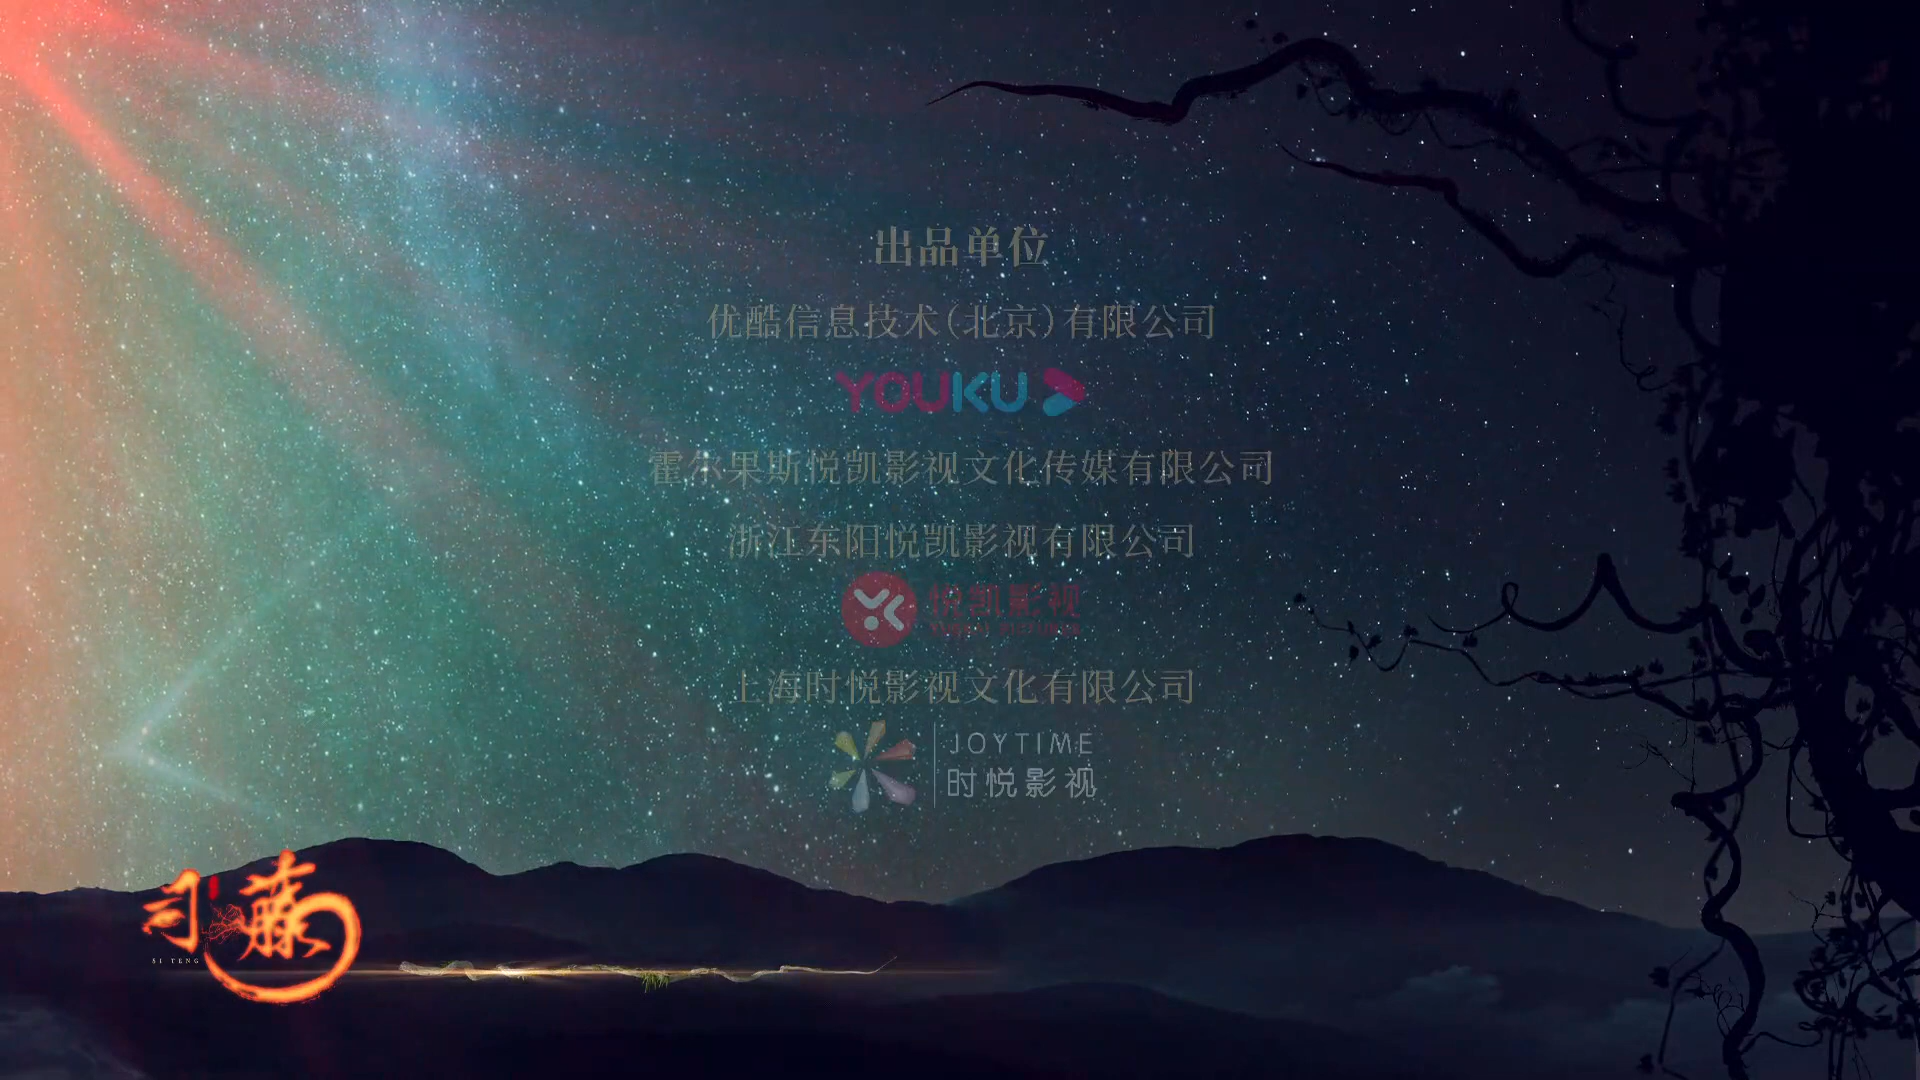 出品单位
优酷信息技术(北京)有限公司
YOUKU
霍尔果斯悦凯影视文化传媒有限公司
浙江东阳悦凯影视有限公司
悦凯影视
YUEKAI PICTURES
上海时悦影视文化有限公司
JOYTIME
时悦影视
司藤
SI TENG